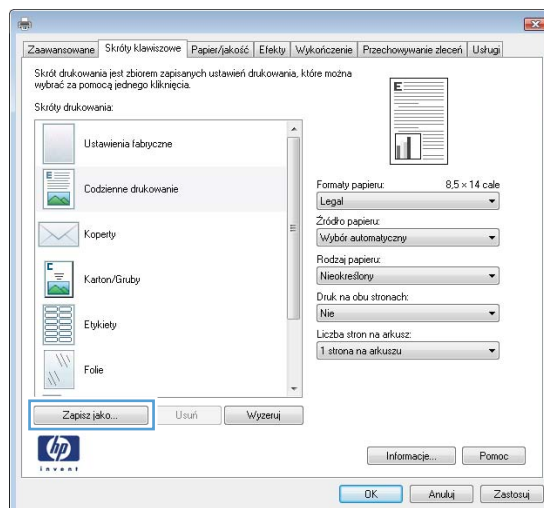 Zaawansowane Skróty klawiszowe Papier/jakość Efekty Wykończenie Przechowywanie zleceń Usługi
Skrót drukowania jest zbiorem zapisanych ustawień drukowania, które można
wybrać za pomocą jednego kliknięcia.
Skróty drukowania:
Ustawienia fabryczne
Codzienne drukowanie
Koperty
Karton/Gruby
Etykiety
Folie
Formaty papieru: 8,5 × 14 cale
Legal
Źródło papieru:
Wybór automatyczny
Rodzaj papieru:
Nieokreślony
Druk na obu stronach:
Nie
Liczba stron na arkusz:
1 strona na arkuszu
Zapisz jako... Usuń Wyzeruj
hp
invent
Informacje... Pomoc
OK Anuluj Zastosuj